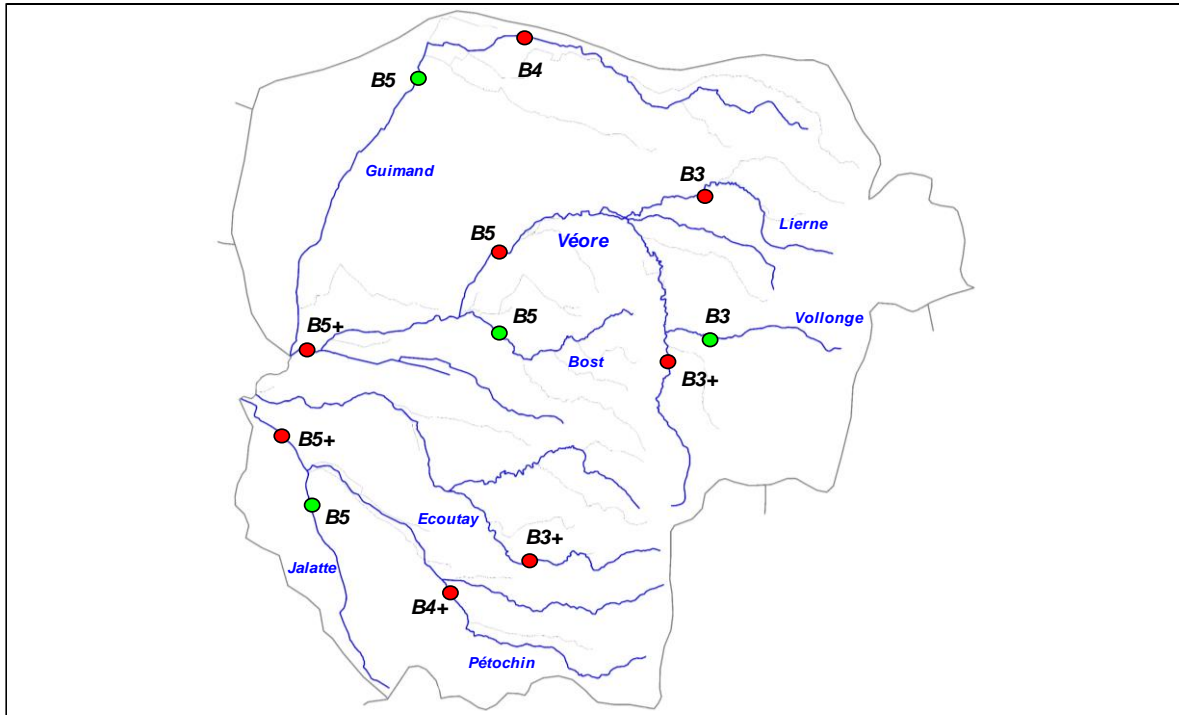 B4
B5
Guimand
B3
Lierne
B5
Véore
B5+
B5
B3
Vollonge
Bost
B3+
B5+
B5
Ecoutay
B3+
Jalatte
B4+
Pétochin